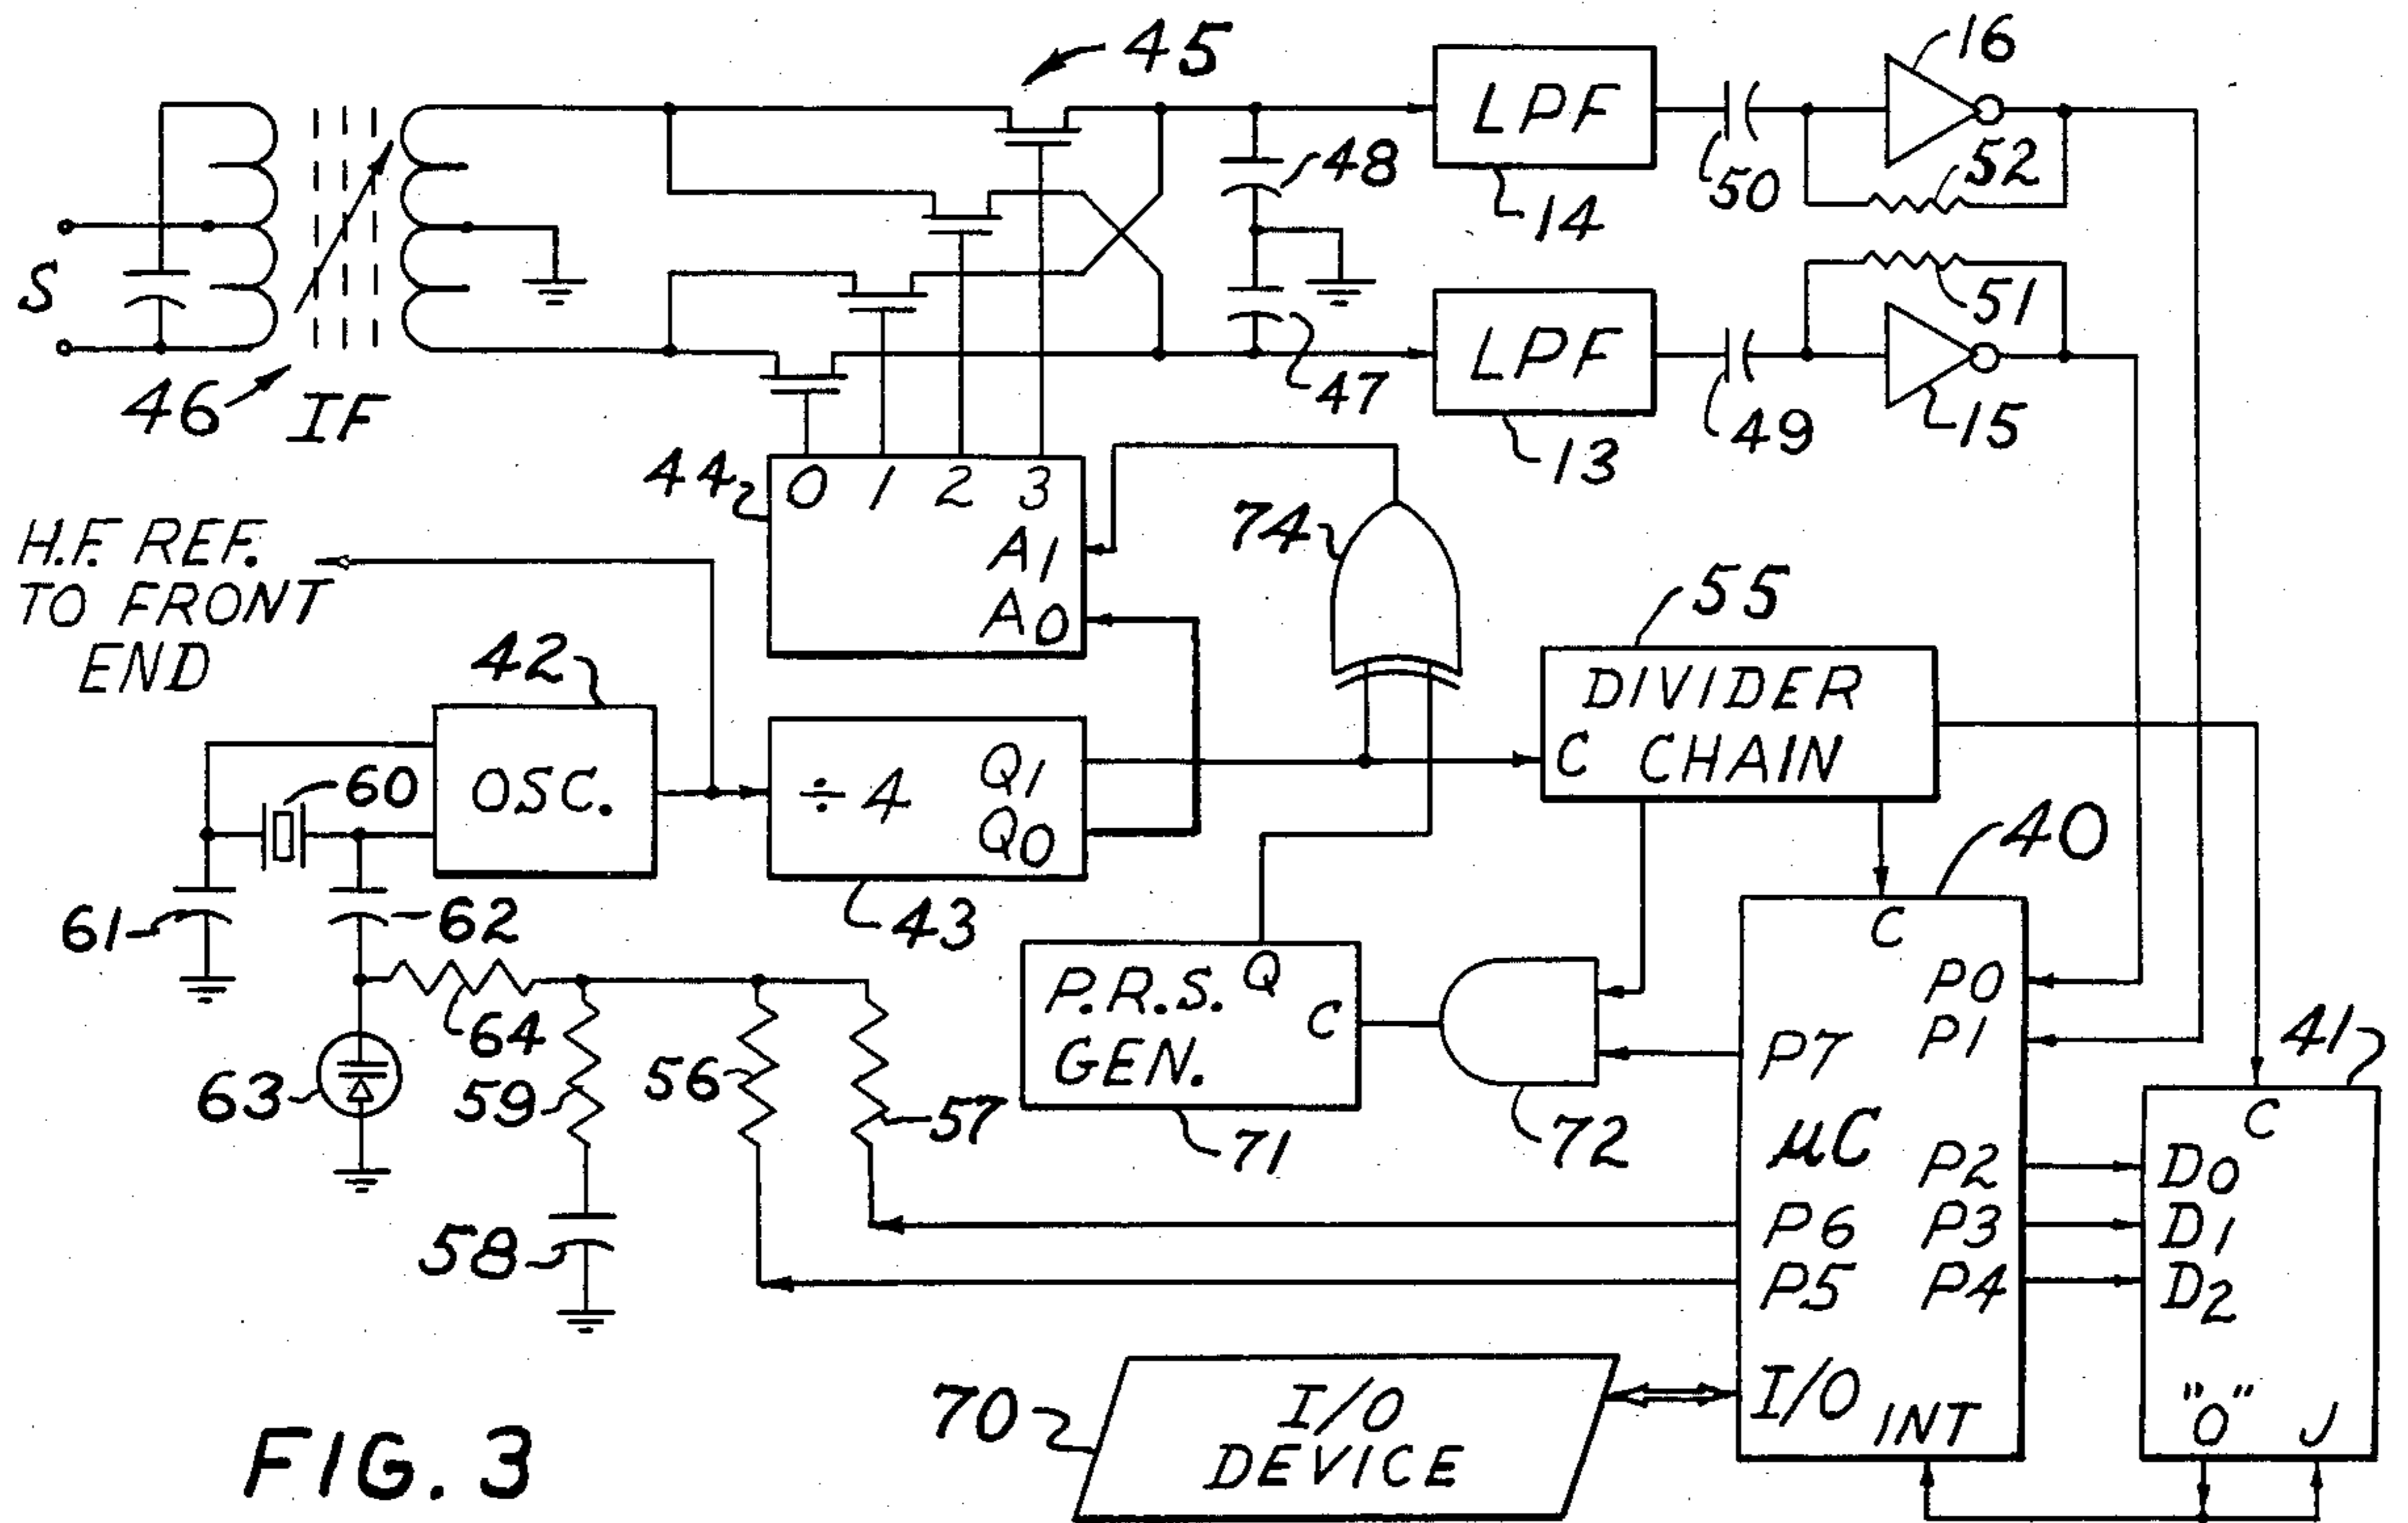 45
16
LPF
48
50
52
14
S
51
LPF
46
IF
47
49
15
13
44
0 1 2 3
A1
A0
74
H.F. REF.
TO FRONT
END
55
42
DIVIDER
C CHAIN
60
OSC.
÷ 4
Q1
Q0
40
61
62
43
C
P.R.S. Q
C
GEN.
P0
P1
41
64
63
59
56
57
P7
71
72
µC
C
P2
D0
58
P6
P3
D1
P5
P4
D2
70
I/O
DEVICE
I/O
INT
"0"
J
FIG. 3